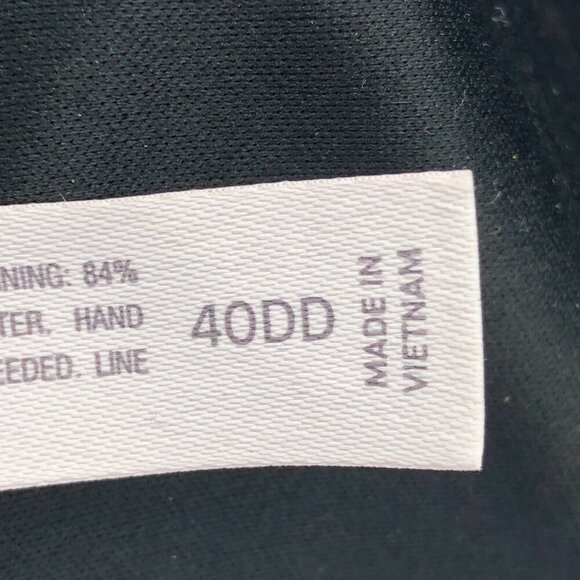 NING: 84%
TER. HAND
EEDED. LINE
40DD
MADE IN
VIETNAM